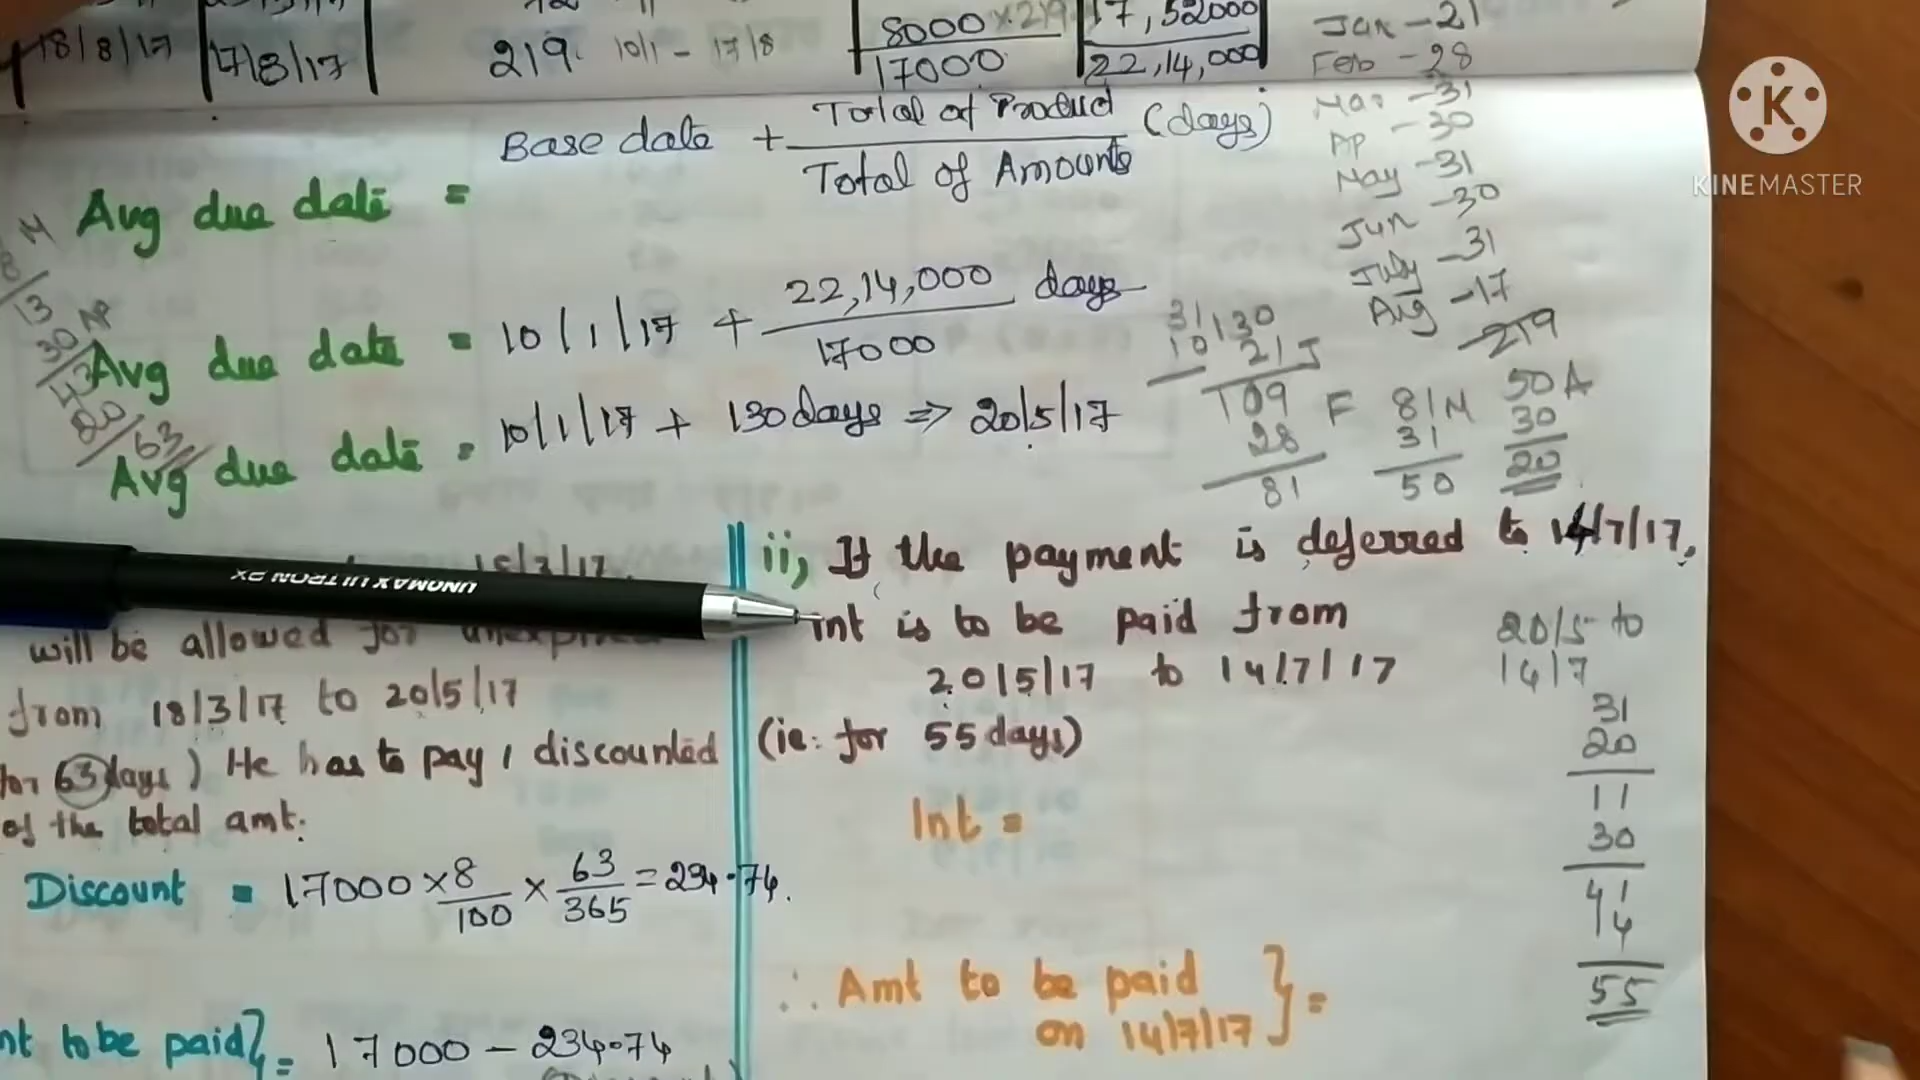 18/8/17 17/8/17 219 10/1 - 17/8 8000 × 219 17,52000
17000 22,14,000
Jan - 21
Feb - 28
Mar - 31
Ap - 30
May - 31
Jun - 30
July - 31
Aug - 17
219
K
KINEMASTER
Avg due date = Base date + Total of Product / Total of Amounts (days)
Avg due date = 10/1/17 + 22,14,000 / 17000 days
Avg due date = 10/1/17 + 130 days ⇒ 20/5/17
13
30
43
20
63
31 130
10 21 J
109 F 81 M 50 A
28 31 30
81 50 20
UNOMAX ULTRON 2X
will be allowed for
from 18/3/17 to 20/5/17
for 63 days) He has to pay, discounted
of the total amt.
Discount = 17000 × 8/100 × 63/365 = 234.74.
nt to be paid} = 17000 - 234.74
ii, If the payment is deferred to 14/7/17,
int is to be paid from
20/5/17 to 14/7/17
(ie. for 55 days)
Int =
∴ Amt to be paid
on 14/7/17 } =
20/5 to
14/7
31
20
11
30
41
14
55